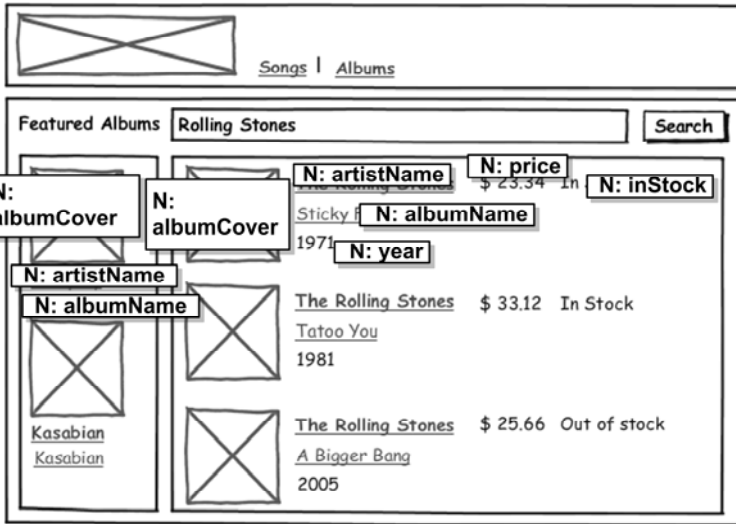 Songs | Albums
Featured Albums Rolling Stones Search
N: artistName N: price
$ 23.34 In N: inStock
N: albumCover
N: albumCover
Sticky N: albumName
1971 N: year
N: artistName
N: albumName
The Rolling Stones $ 33.12 In Stock
Tatoo You
1981
Kasabian
Kasabian
The Rolling Stones $ 25.66 Out of stock
A Bigger Bang
2005